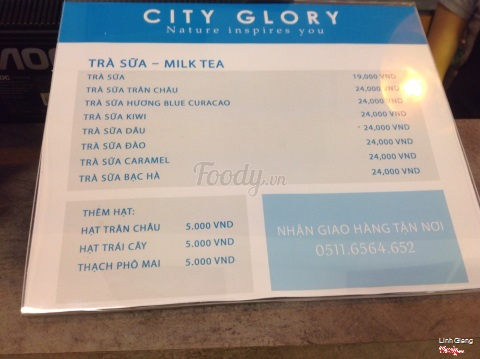 CITY GLORY
Nature inspires you
TRÀ SỮA – MILK TEA
TRÀ SỮA 19,000 VND
TRÀ SỮA TRÂN CHÂU 24,000 VND
TRÀ SỮA HƯƠNG BLUE CURACAO 24,000 VND
TRÀ SỮA KIWI 24,000 VND
TRÀ SỮA DÂU 24,000 VND
TRÀ SỮA ĐÀO 24,000 VND
TRÀ SỮA CARAMEL 24,000 VND
TRÀ SỮA BẠC HÀ 24,000 VND
Foody.vn
THÊM HẠT:
HẠT TRÂN CHÂU 5.000 VND
HẠT TRÁI CÂY 5.000 VND
THẠCH PHÔ MAI 5.000 VND
NHẬN GIAO HÀNG TẬN NƠI
0511.6564.652
Linh Giang
Foody.vn